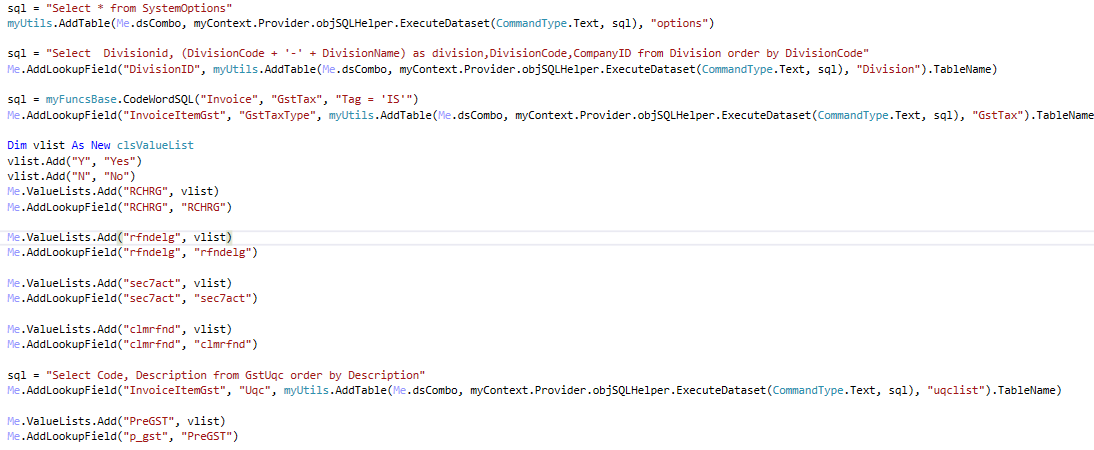 sql = "Select * from SystemOptions"
myUtils.AddTable(Me.dsCombo, myContext.Provider.objSQLHelper.ExecuteDataset(CommandType.Text, sql), "options")
sql = "Select  Divisionid, (DivisionCode + '-' + DivisionName) as division,DivisionCode,CompanyID from Division order by DivisionCode"
Me.AddLookupField("DivisionID", myUtils.AddTable(Me.dsCombo, myContext.Provider.objSQLHelper.ExecuteDataset(CommandType.Text, sql), "Division").TableName)
sql = myFuncsBase.CodeWordSQL("Invoice", "GstTax", "Tag = 'IS'")
Me.AddLookupField("InvoiceItemGst", "GstTaxType", myUtils.AddTable(Me.dsCombo, myContext.Provider.objSQLHelper.ExecuteDataset(CommandType.Text, sql), "GstTax").TableName
Dim vlist As New clsValueList
vlist.Add("Y", "Yes")
vlist.Add("N", "No")
Me.ValueLists.Add("RCHRG", vlist)
Me.AddLookupField("RCHRG", "RCHRG")
Me.ValueLists.Add("rfndelg", vlist)
Me.AddLookupField("rfndelg", "rfndelg")
Me.ValueLists.Add("sec7act", vlist)
Me.AddLookupField("sec7act", "sec7act")
Me.ValueLists.Add("clmrfnd", vlist)
Me.AddLookupField("clmrfnd", "clmrfnd")
sql = "Select Code, Description from GstUqc order by Description"
Me.AddLookupField("InvoiceItemGst", "Uqc", myUtils.AddTable(Me.dsCombo, myContext.Provider.objSQLHelper.ExecuteDataset(CommandType.Text, sql), "uqclist").TableName)
Me.ValueLists.Add("PreGST", vlist)
Me.AddLookupField("p_gst", "PreGST")